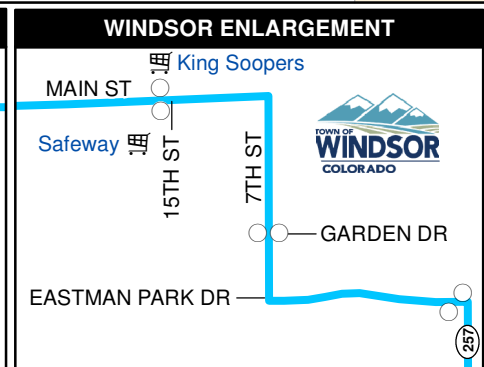 WINDSOR ENLARGEMENT
King Soopers
MAIN ST
Safeway
15TH ST
7TH ST
TOWN OF
WINDSOR
COLORADO
GARDEN DR
EASTMAN PARK DR
257